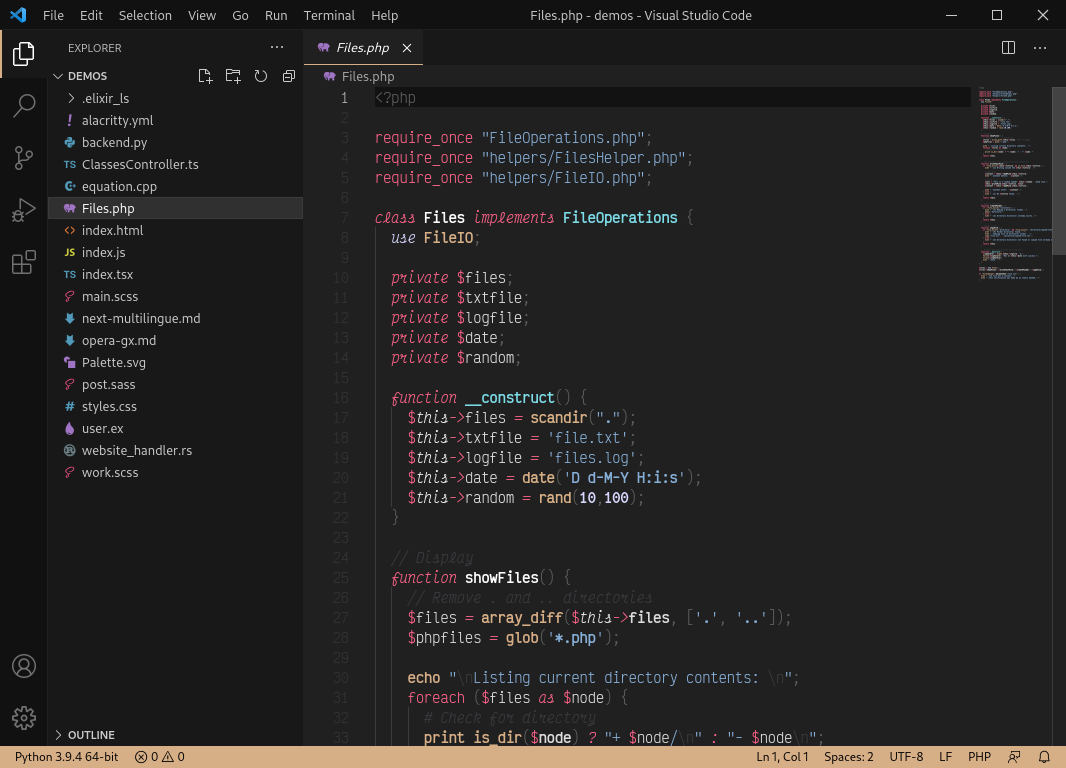 File Edit Selection View Go Run Terminal Help Files.php - demos - Visual Studio Code
EXPLORER
DEMOS
.elixir_ls
alacritty.yml
backend.py
TS ClassesController.ts
equation.cpp
Files.php
index.html
JS index.js
TS index.tsx
main.scss
next-multilingue.md
opera-gx.md
Palette.svg
post.sass
# styles.css
user.ex
website_handler.rs
work.scss
OUTLINE
Files.php
Files.php
1 <?php
2
3 require_once "FileOperations.php";
4 require_once "helpers/FilesHelper.php";
5 require_once "helpers/FileIO.php";
6
7 class Files implements FileOperations {
8 use FileIO;
9
10 private $files;
11 private $txtfile;
12 private $logfile;
13 private $date;
14 private $random;
15
16 function __construct() {
17 $this->files = scandir(".");
18 $this->txtfile = 'file.txt';
19 $this->logfile = 'files.log';
20 $this->date = date('D d-M-Y H:i:s');
21 $this->random = rand(10,100);
22 }
23
24 // Display
25 function showFiles() {
26 // Remove . and .. directories
27 $files = array_diff($this->files, ['.', '..']);
28 $phpfiles = glob('*.php');
29
30 echo "\nListing current directory contents: \n";
31 foreach ($files as $node) {
32 # Check for directory
33 print is_dir($node) ? "+ $node/\n" : "- $node\n";
Python 3.9.4 64-bit 0 0 Ln 1, Col 1 Spaces: 2 UTF-8 LF PHP